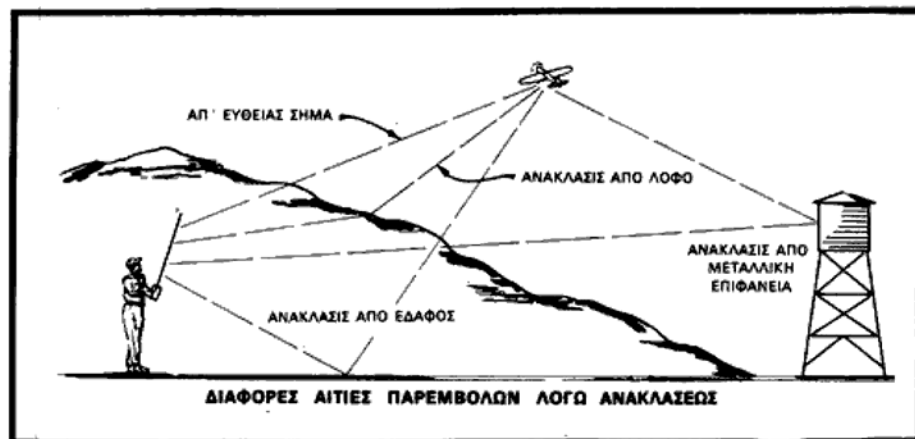 ΑΠ' ΕΥΘΕΙΑΣ ΣΗΜΑ
ΑΝΑΚΛΑΣΙΣ ΑΠΟ ΛΟΦΟ
ΑΝΑΚΛΑΣΙΣ ΑΠΟ
ΜΕΤΑΛΛΙΚΗ
ΕΠΙΦΑΝΕΙΑ
ΑΝΑΚΛΑΣΙΣ ΑΠΟ ΕΔΑΦΟΣ
ΔΙΑΦΟΡΕΣ ΑΙΤΙΕΣ ΠΑΡΕΜΒΟΛΩΝ ΛΟΓΩ ΑΝΑΚΛΑΣΕΩΣ